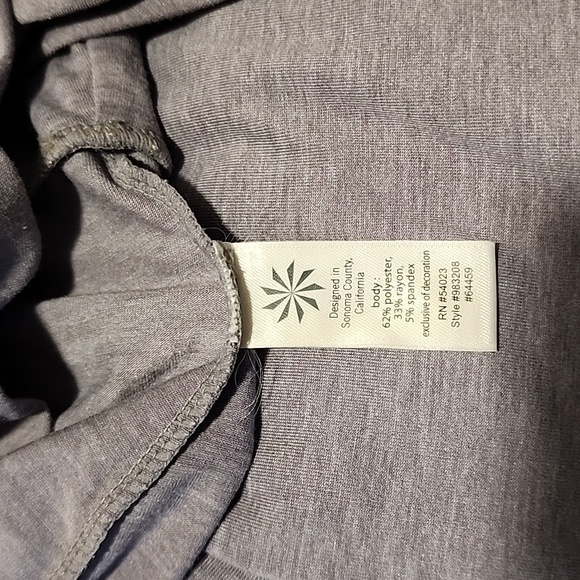 Designed in
Sonoma County,
California
body :
62% polyester,
33% rayon,
5% spandex
exclusive of decoration
RN #54023
Style #983208
#64459